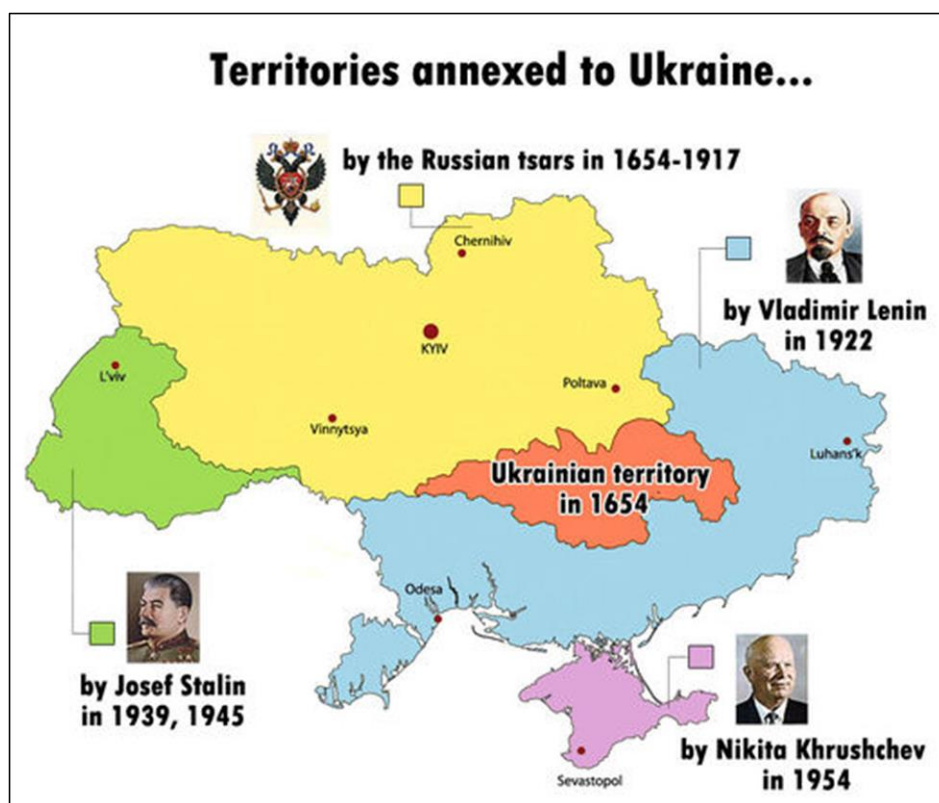 Territories annexed to Ukraine...
by the Russian tsars in 1654-1917
Chernihiv
by Vladimir Lenin
in 1922
KYIV
L'viv
Poltava
Vinnytsya
Luhans'k
Ukrainian territory
in 1654
Odesa
by Josef Stalin
in 1939, 1945
by Nikita Khrushchev
in 1954
Sevastopol